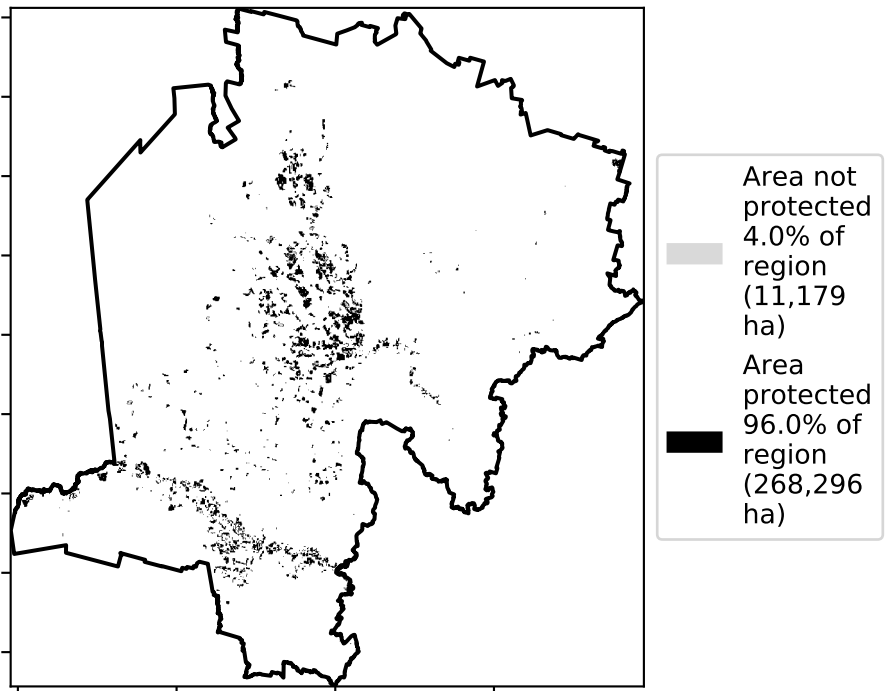 Area not
protected
4.0% of
region
(11,179
ha)
Area
protected
96.0% of
region
(268,296
ha)